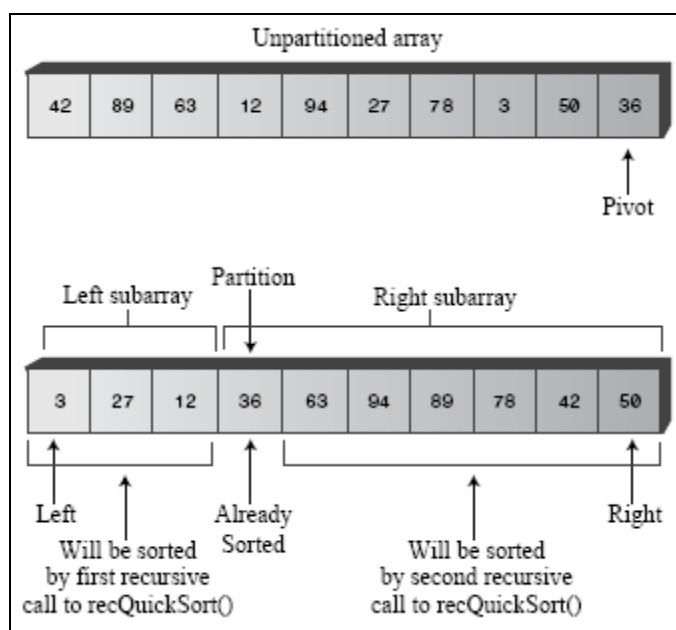 Unpartitioned array
42 89 63 12 94 27 78 3 50 36
Pivot
Partition
Left subarray
Right subarray
3 27 12 36 63 94 89 78 42 50
Left
Already
Sorted
Right
Will be sorted
by first recursive
call to recQuickSort()
Will be sorted
by second recursive
call to recQuickSort()